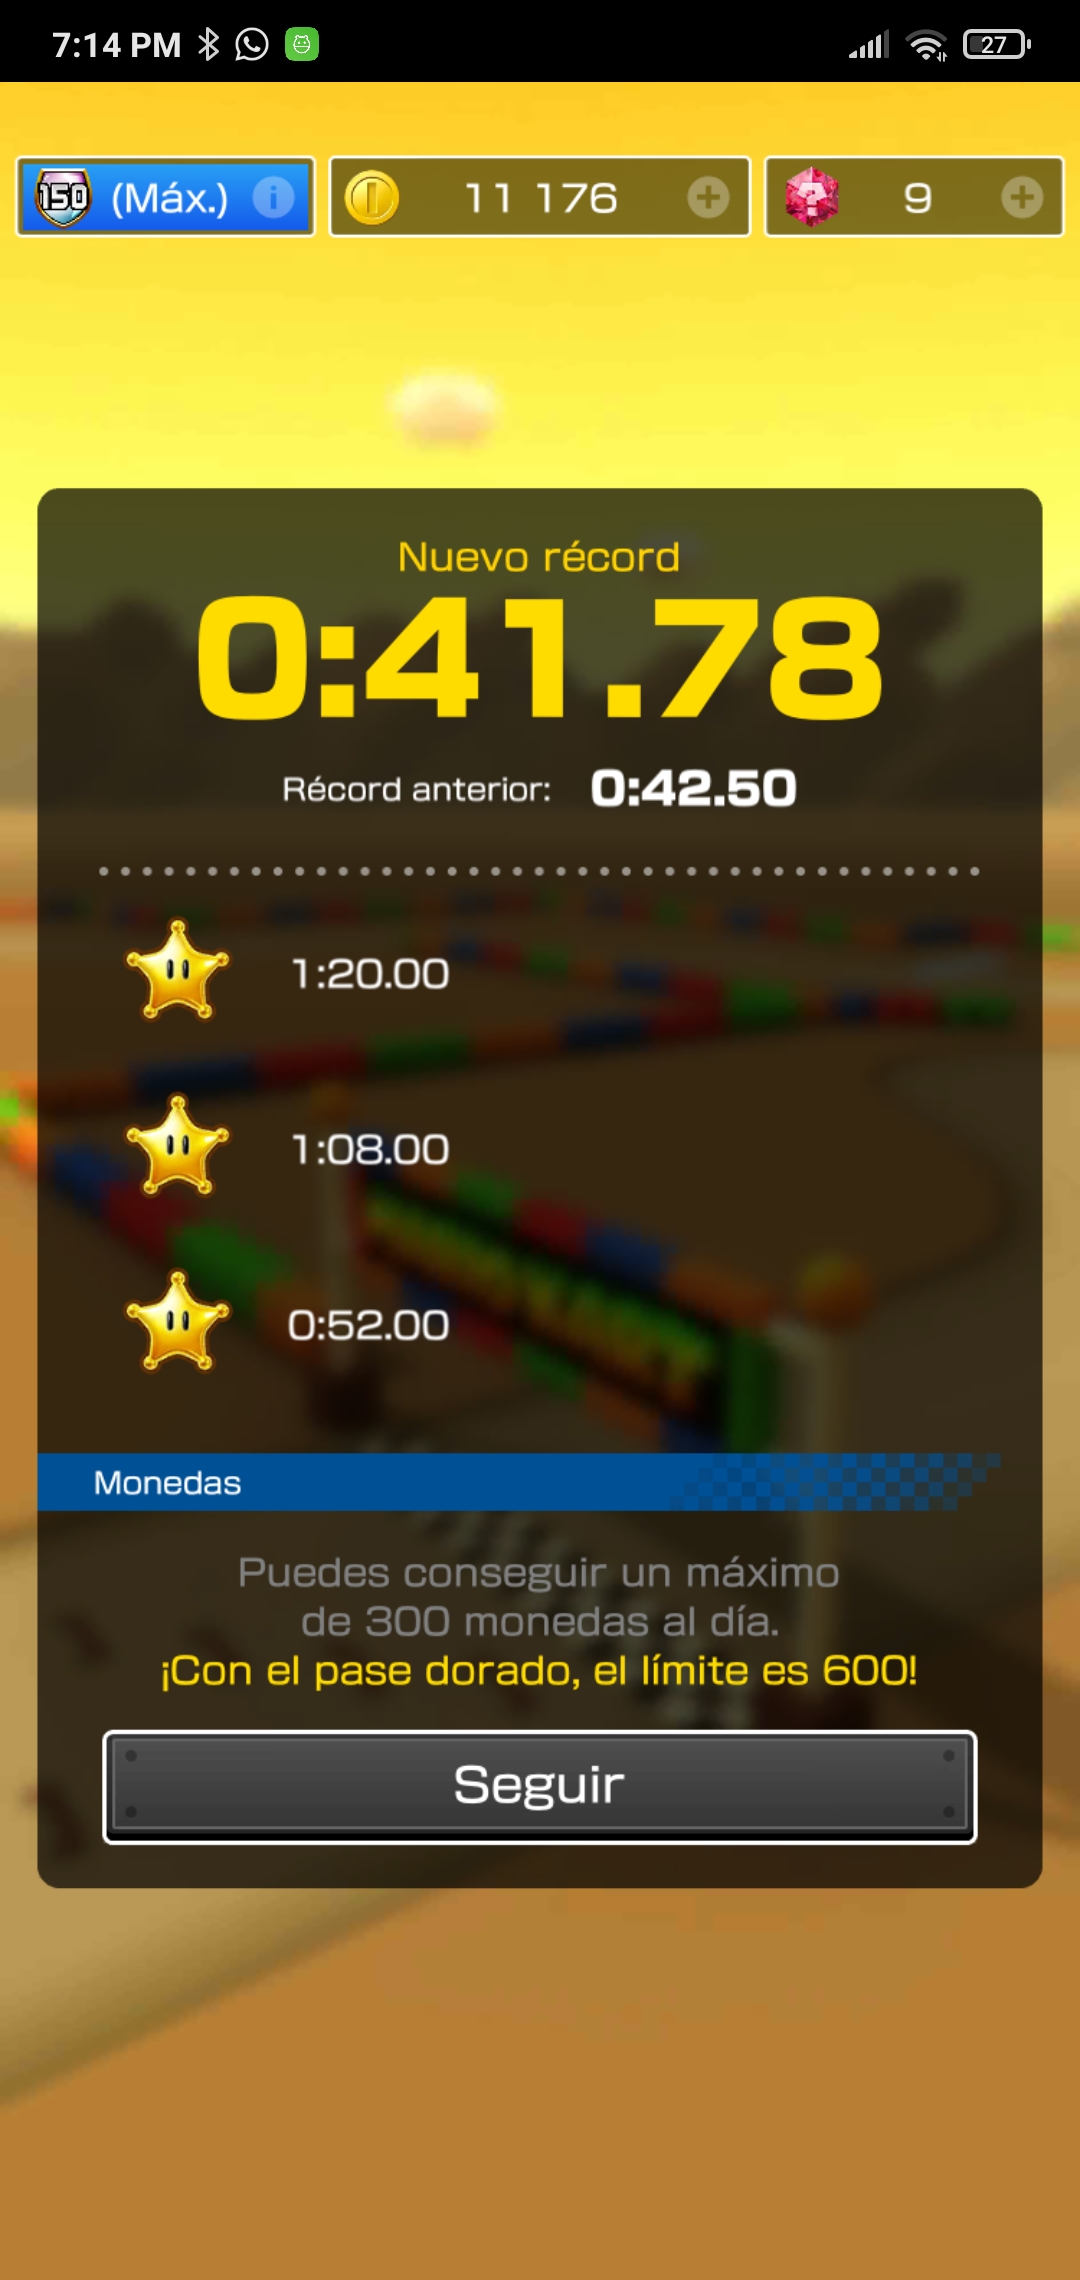 7:14 PM
27
150 (Máx.) i
11 176 +
9 +
Nuevo récord
0:41.78
Récord anterior: 0:42.50
1:20.00
1:08.00
0:52.00
Monedas
Puedes conseguir un máximo
de 300 monedas al día.
¡Con el pase dorado, el límite es 600!
Seguir